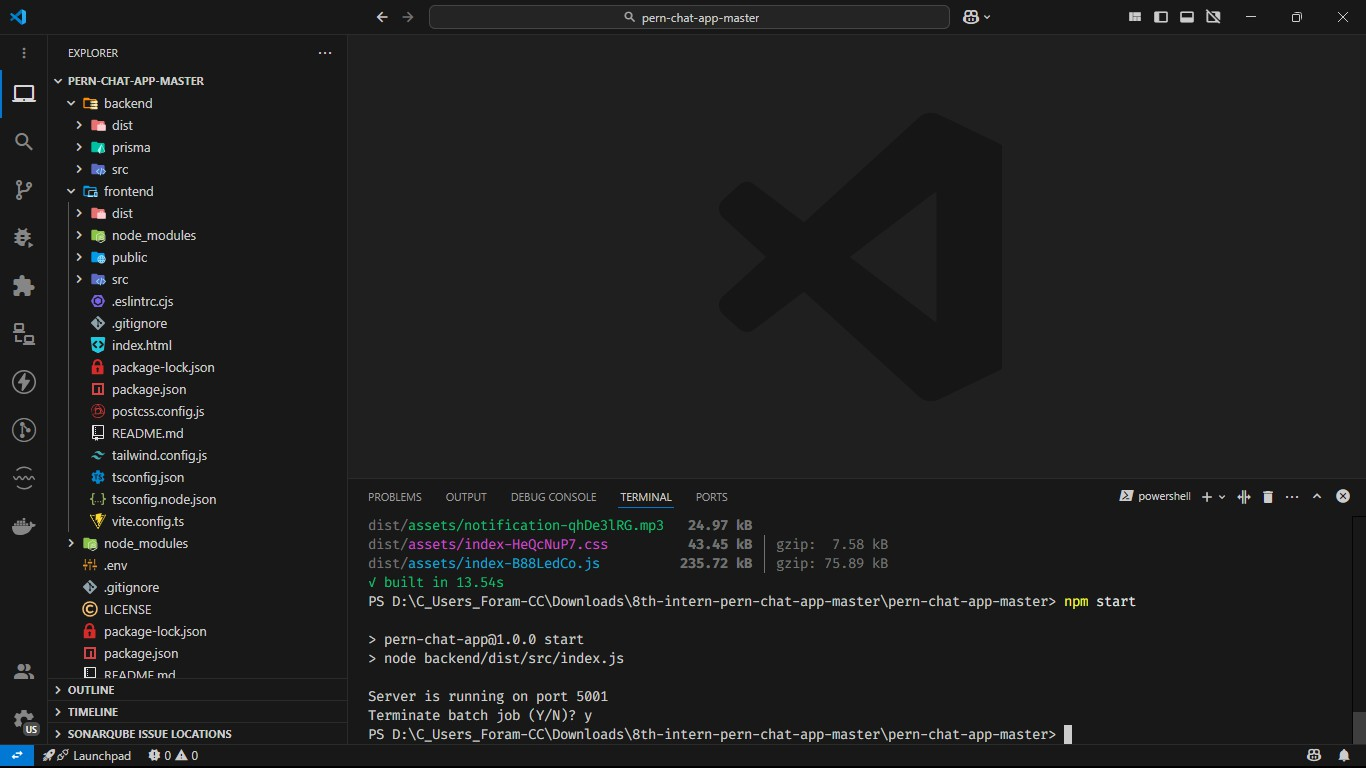 pern-chat-app-master
EXPLORER
PERN-CHAT-APP-MASTER
backend
dist
prisma
src
frontend
dist
node_modules
public
src
.eslintrc.cjs
.gitignore
index.html
package-lock.json
package.json
postcss.config.js
README.md
tailwind.config.js
tsconfig.json
tsconfig.node.json
vite.config.ts
node_modules
.env
.gitignore
LICENSE
package-lock.json
package.json
README.md
OUTLINE
TIMELINE
SONARQUBE ISSUE LOCATIONS
US
PROBLEMS OUTPUT DEBUG CONSOLE TERMINAL PORTS
powershell
dist/assets/notification-qhDe3lRG.mp3 24.97 kB
dist/assets/index-HeQcNuP7.css 43.45 kB │ gzip: 7.58 kB
dist/assets/index-B88LedCo.js 235.72 kB │ gzip: 75.89 kB
√ built in 13.54s
PS D:\C_Users_Foram-CC\Downloads\8th-intern-pern-chat-app-master\pern-chat-app-master> npm start
> pern-chat-app@1.0.0 start
> node backend/dist/src/index.js
Server is running on port 5001
Terminate batch job (Y/N)? y
PS D:\C_Users_Foram-CC\Downloads\8th-intern-pern-chat-app-master\pern-chat-app-master>
Launchpad 0 0